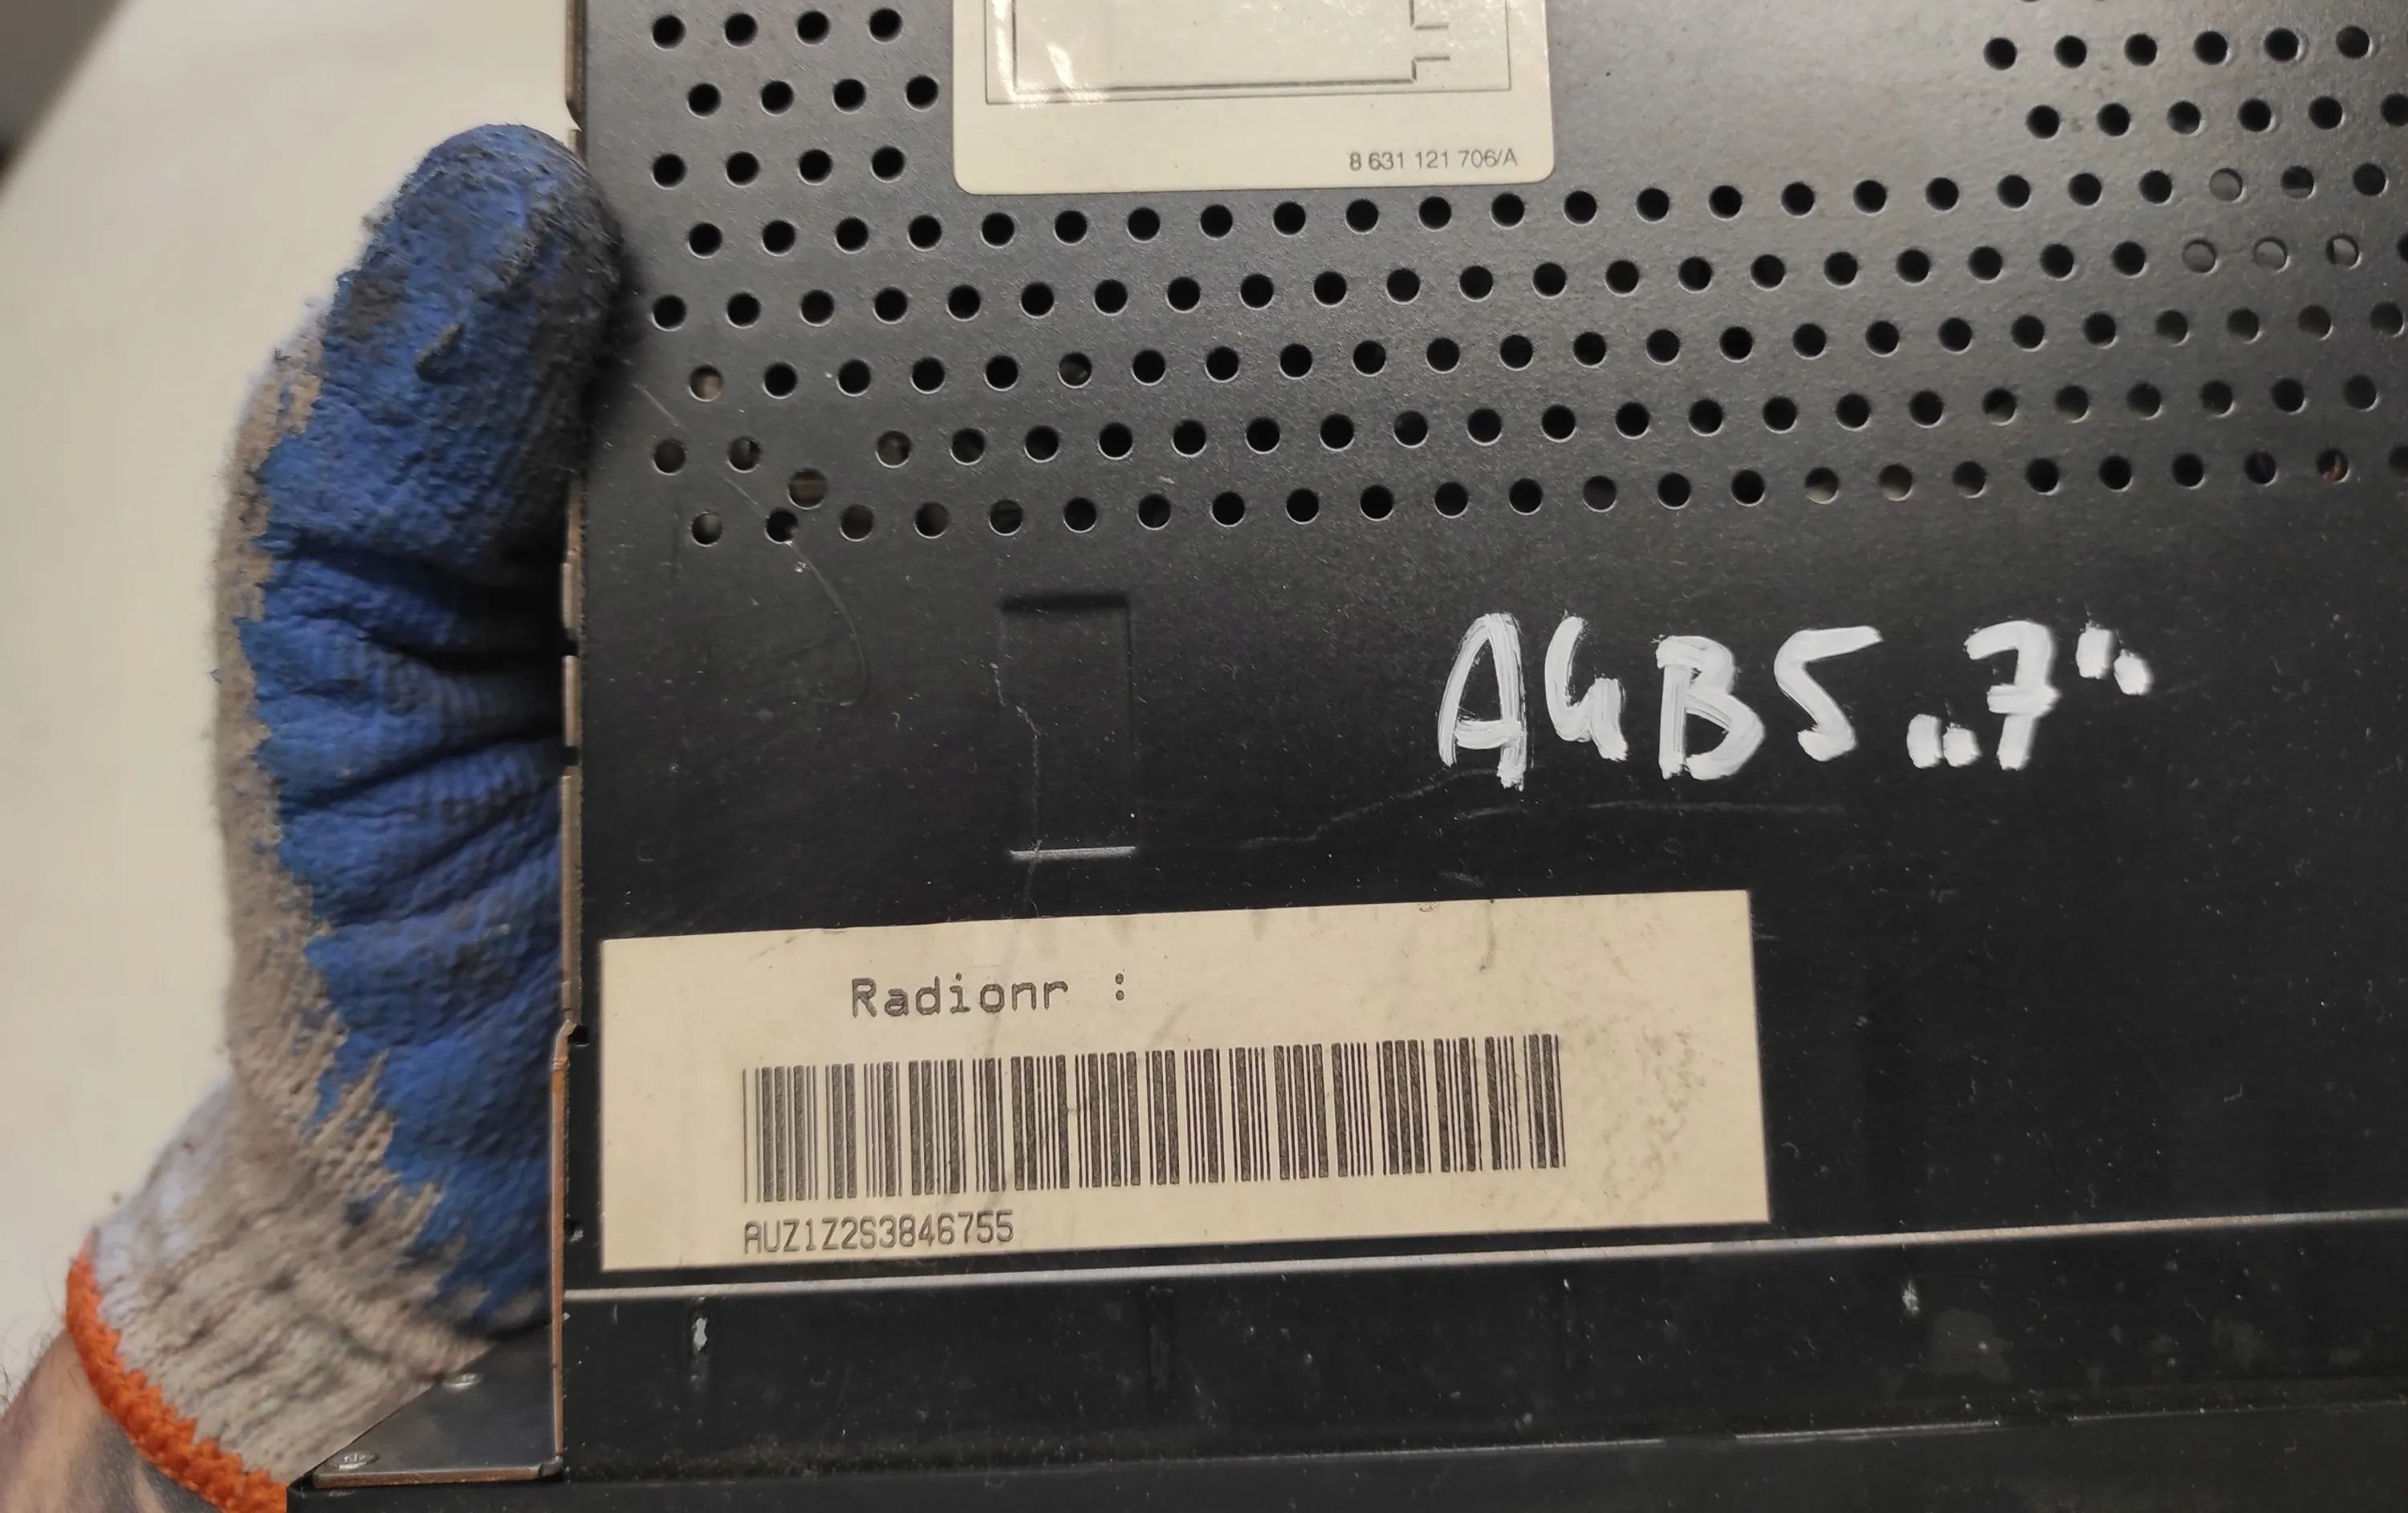 8 631 121 706/A
A4B5 „7"
Radionr :
AUZ1Z2S3846755